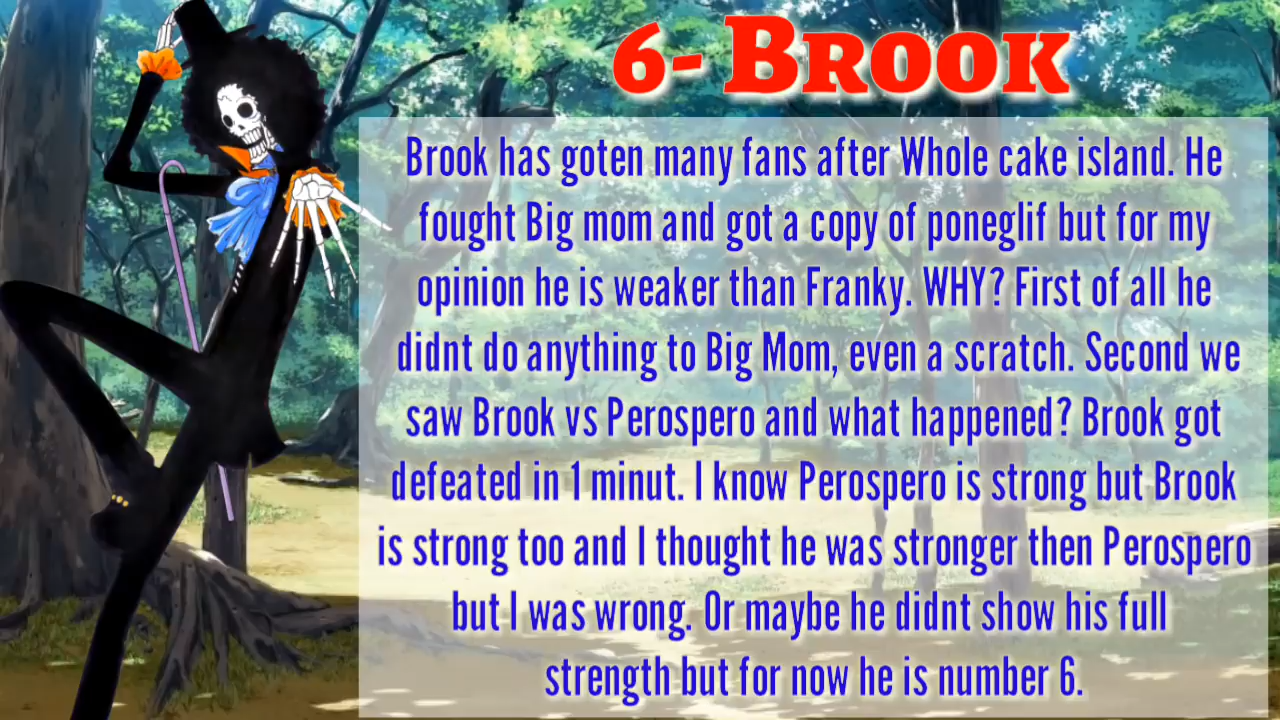 6- Brook
Brook has goten many fans after Whole cake island. He
fought Big mom and got a copy of poneglif but for my
opinion he is weaker than Franky. WHY? First of all he
didnt do anything to Big Mom, even a scratch. Second we
saw Brook vs Perospero and what happened? Brook got
defeated in 1 minut. I know Perospero is strong but Brook
is strong too and I thought he was stronger then Perospero
but I was wrong. Or maybe he didnt show his full
strength but for now he is number 6.